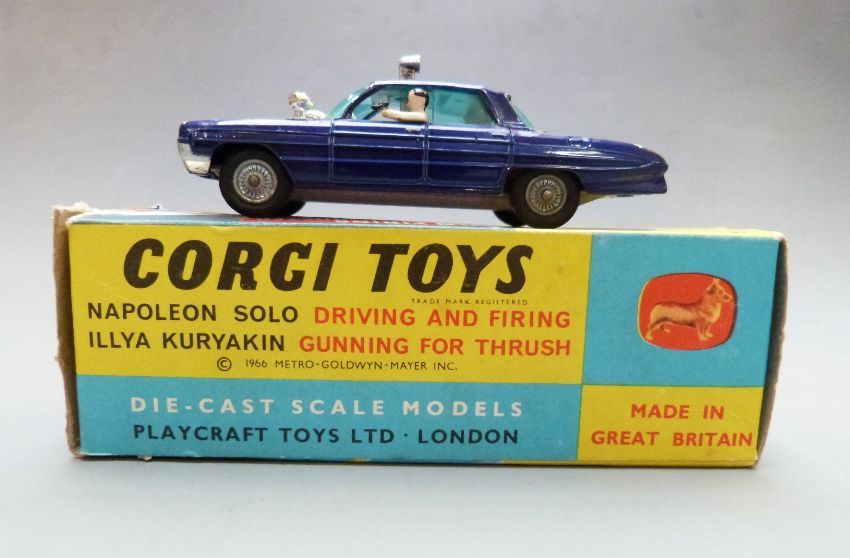 CORGI TOYS
TRADE MARK REGISTERED
NAPOLEON SOLO DRIVING AND FIRING
ILLYA KURYAKIN GUNNING FOR THRUSH
© 1966 METRO-GOLDWYN-MAYER INC.
DIE-CAST SCALE MODELS
PLAYCRAFT TOYS LTD · LONDON
MADE IN
GREAT BRITAIN